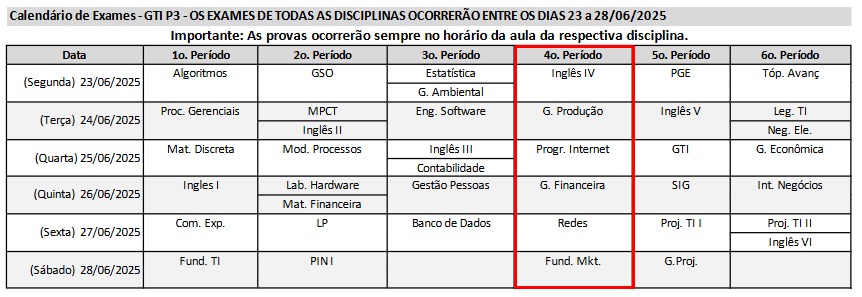 Calendário de Exames - GTI P3 - OS EXAMES DE TODAS AS DISCIPLINAS OCORRERÃO ENTRE OS DIAS 23 a 28/06/2025
Importante: As provas ocorrerão sempre no horário da aula da respectiva disciplina.
Data 1o. Período 2o. Período 3o. Período 4o. Período 5o. Período 6o. Período
(Segunda) 23/06/2025 Algoritmos GSO Estatística Inglês IV PGE Tóp. Avanç
G. Ambiental
(Terça) 24/06/2025 Proc. Gerenciais MPCT Eng. Software G. Produção Inglês V Leg. TI
Inglês II Neg. Ele.
(Quarta) 25/06/2025 Mat. Discreta Mod. Processos Inglês III Progr. Internet GTI G. Econômica
Contabilidade
(Quinta) 26/06/2025 Ingles I Lab. Hardware Gestão Pessoas G. Financeira SIG Int. Negócios
Mat. Financeira
(Sexta) 27/06/2025 Com. Exp. LP Banco de Dados Redes Proj. TI I Proj. TI II
Inglês VI
(Sábado) 28/06/2025 Fund. TI PIN I Fund. Mkt. G.Proj.